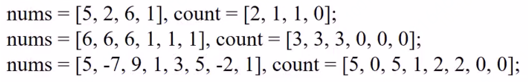 nums = [5, 2, 6, 1], count = [2, 1, 1, 0];
nums = [6, 6, 6, 1, 1, 1], count = [3, 3, 3, 0, 0, 0];
nums = [5, -7, 9, 1, 3, 5, -2, 1], count = [5, 0, 5, 1, 2, 2, 0, 0];